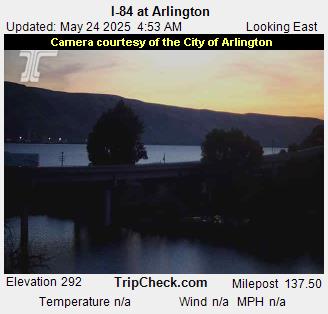 I-84 at Arlington
Updated: May 24 2025 4:53 AM Looking East
Camera courtesy of the City of Arlington
Elevation 292 TripCheck.com Milepost 137.50
Temperature n/a Wind n/a MPH n/a